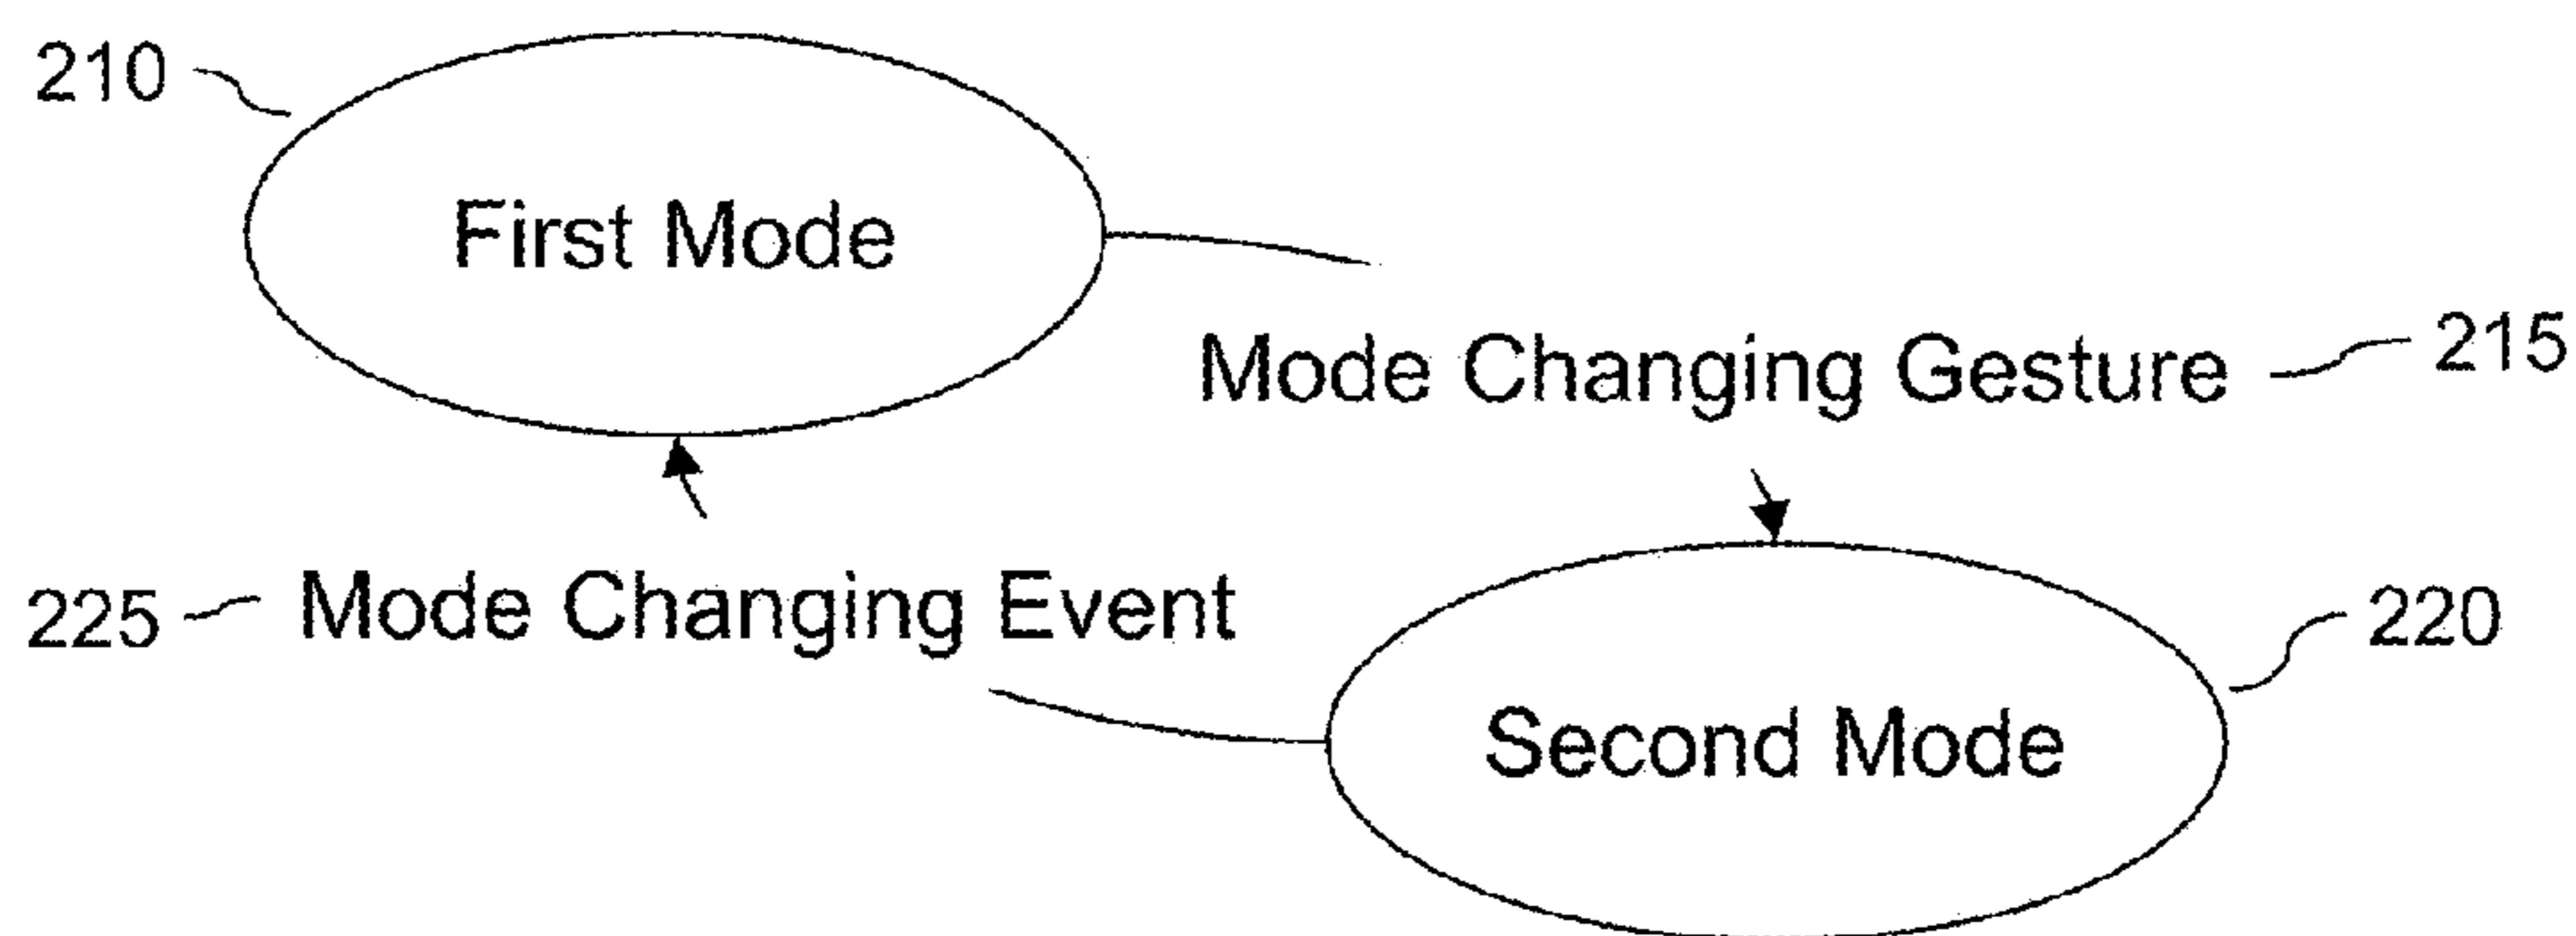 210
First Mode
Mode Changing Gesture 215
225 Mode Changing Event
220
Second Mode